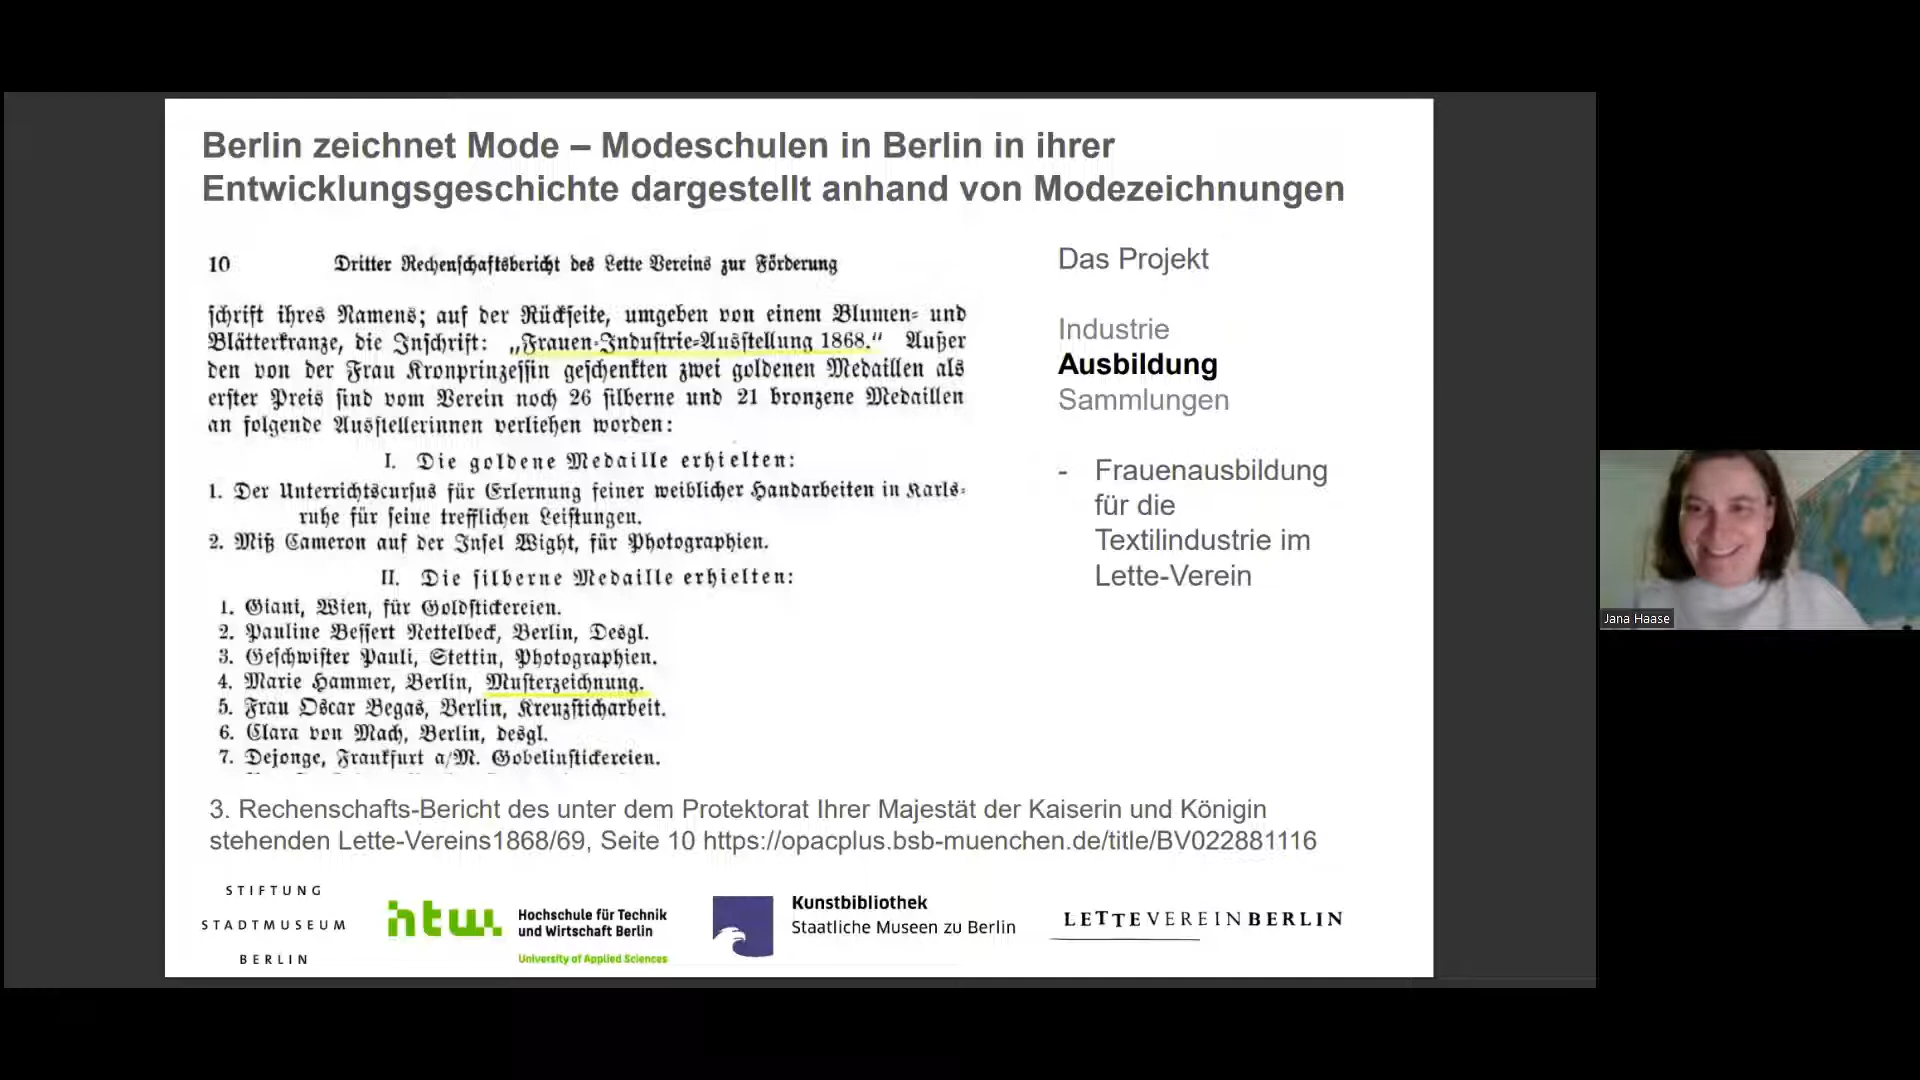 Berlin zeichnet Mode – Modeschulen in Berlin in ihrer
Entwicklungsgeschichte dargestellt anhand von Modezeichnungen
10 Dritter Rechenschaftsbericht des Lette Vereins zur Förderung
schrift ihres Namens; auf der Rückseite, umgeben von einem Blumen- und
Blätterkranze, die Inschrift: „Frauen-Industrie-Ausstellung 1868.“ Außer
den von der Frau Kronprinzessin geschenkten zwei goldenen Medaillen als
erster Preis sind vom Verein noch 26 silberne und 21 bronzene Medaillen
an folgende Ausstellerinnen verliehen worden:
I. Die goldene Medaille erhielten:
1. Der Unterrichtscursus für Erlernung feiner weiblicher Handarbeiten in Karls-
ruhe für seine trefflichen Leistungen.
2. Miß Cameron auf der Insel Wight, für Photographien.
II. Die silberne Medaille erhielten:
1. Giani, Wien, für Goldstickereien.
2. Pauline Bessert Nettelbeck, Berlin, Desgl.
3. Geschwister Pauli, Stettin, Photographien.
4. Marie Hammer, Berlin, Musterzeichnung.
5. Frau Oscar Begas, Berlin, Kreuzsticharbeit.
6. Clara von Mach, Berlin, desgl.
7. Dejonge, Frankfurt a/M. Gobelinstickereien.
Das Projekt
Industrie
Ausbildung
Sammlungen
- Frauenausbildung
für die
Textilindustrie im
Lette-Verein
3. Rechenschafts-Bericht des unter dem Protektorat Ihrer Majestät der Kaiserin und Königin
stehenden Lette-Vereins1868/69, Seite 10 https://opacplus.bsb-muenchen.de/title/BV022881116
STIFTUNG
STADTMUSEUM
BERLIN
htw.
Hochschule für Technik
und Wirtschaft Berlin
University of Applied Sciences
Kunstbibliothek
Staatliche Museen zu Berlin
LETTEVEREINBERLIN
Jana Haase